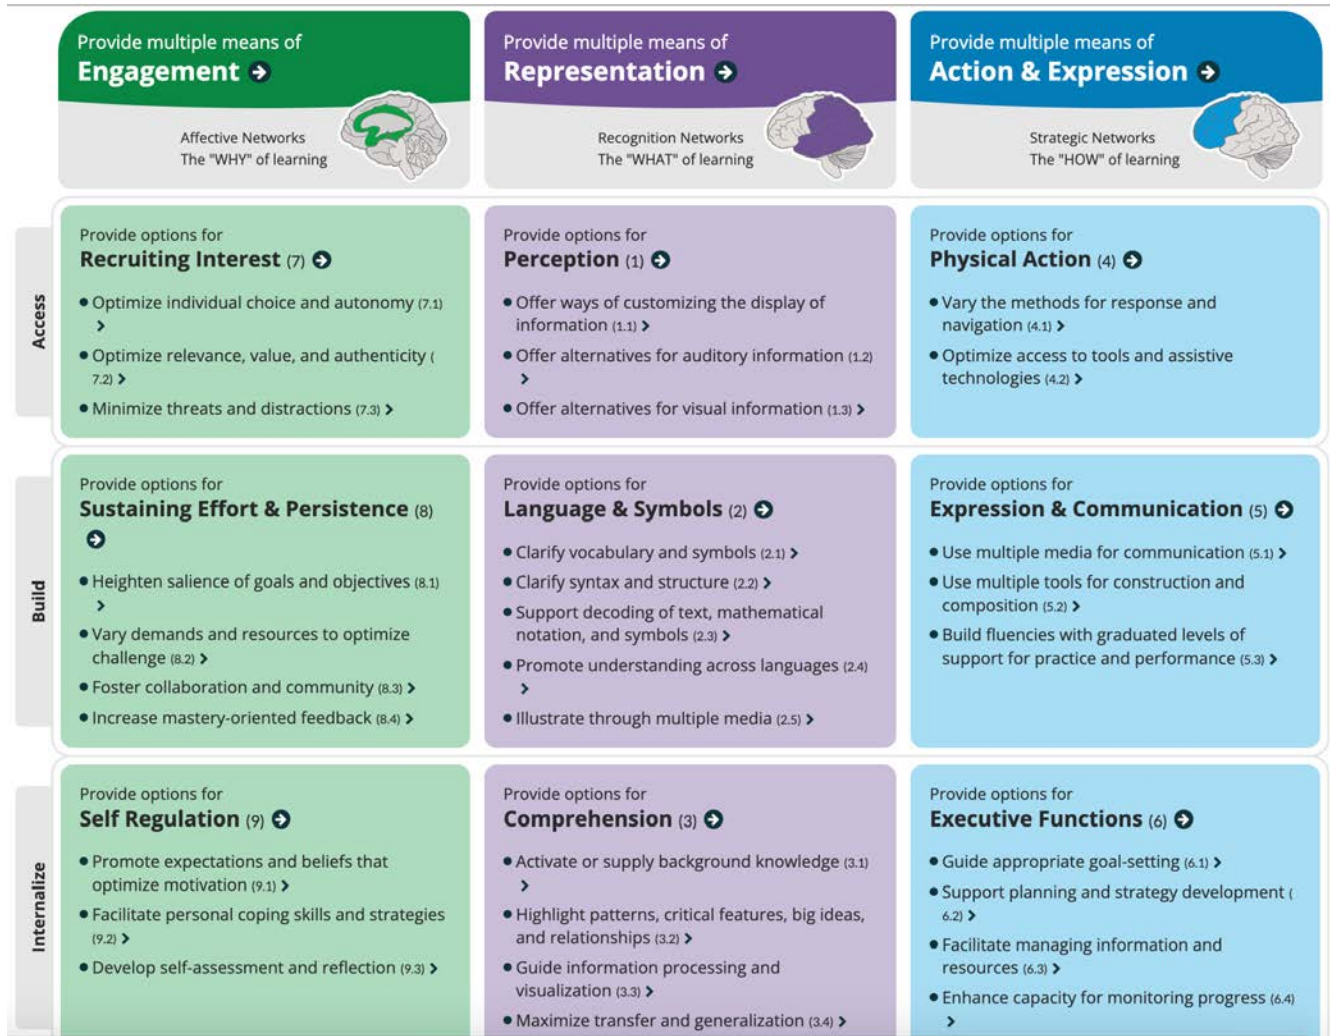 Provide multiple means of
Engagement
Affective Networks
The "WHY" of learning
Provide multiple means of
Representation
Recognition Networks
The "WHAT" of learning
Provide multiple means of
Action & Expression
Strategic Networks
The "HOW" of learning
Access
Provide options for
Recruiting Interest (7)
Optimize individual choice and autonomy (7.1)
Optimize relevance, value, and authenticity (
7.2)
Minimize threats and distractions (7.3)
Provide options for
Perception (1)
Offer ways of customizing the display of
information (1.1)
Offer alternatives for auditory information (1.2)
Offer alternatives for visual information (1.3)
Provide options for
Physical Action (4)
Vary the methods for response and
navigation (4.1)
Optimize access to tools and assistive
technologies (4.2)
Build
Provide options for
Sustaining Effort & Persistence (8)
Heighten salience of goals and objectives (8.1)
Vary demands and resources to optimize
challenge (8.2)
Foster collaboration and community (8.3)
Increase mastery-oriented feedback (8.4)
Provide options for
Language & Symbols (2)
Clarify vocabulary and symbols (2.1)
Clarify syntax and structure (2.2)
Support decoding of text, mathematical
notation, and symbols (2.3)
Promote understanding across languages (2.4)
Illustrate through multiple media (2.5)
Provide options for
Expression & Communication (5)
Use multiple media for communication (5.1)
Use multiple tools for construction and
composition (5.2)
Build fluencies with graduated levels of
support for practice and performance (5.3)
Internalize
Provide options for
Self Regulation (9)
Promote expectations and beliefs that
optimize motivation (9.1)
Facilitate personal coping skills and strategies
(9.2)
Develop self-assessment and reflection (9.3)
Provide options for
Comprehension (3)
Activate or supply background knowledge (3.1)
Highlight patterns, critical features, big ideas,
and relationships (3.2)
Guide information processing and
visualization (3.3)
Maximize transfer and generalization (3.4)
Provide options for
Executive Functions (6)
Guide appropriate goal-setting (6.1)
Support planning and strategy development (
6.2)
Facilitate managing information and
resources (6.3)
Enhance capacity for monitoring progress (6.4)